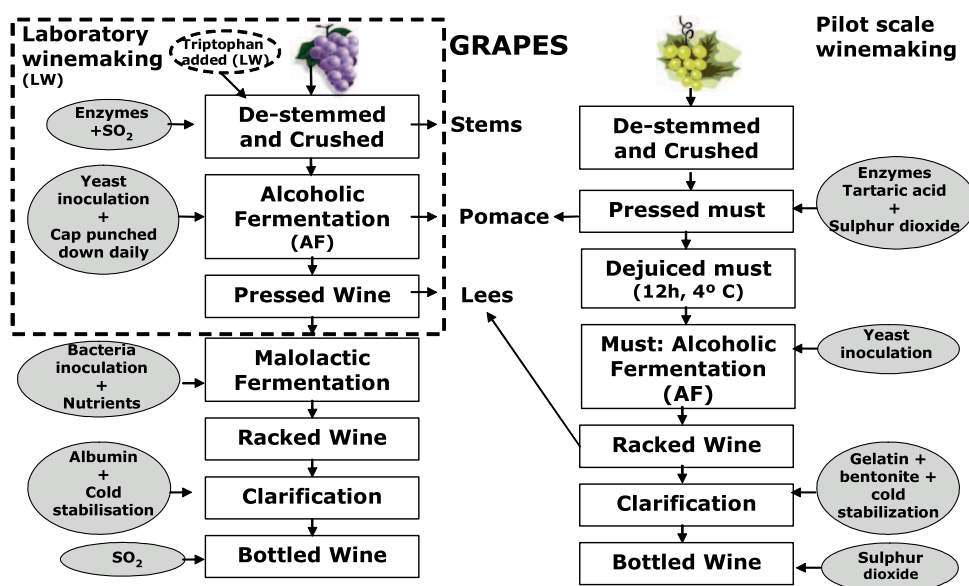 Laboratory
winemaking
(LW)
Triptophan
added (LW)
GRAPES
Pilot scale
winemaking
Enzymes
+SO₂
De-stemmed
and Crushed
Stems
Yeast
inoculation
+
Cap punched
down daily
Alcoholic
Fermentation
(AF)
Pomace
Pressed Wine
Lees
Bacteria
inoculation
+
Nutrients
Malolactic
Fermentation
Racked Wine
Albumin
+
Cold
stabilisation
Clarification
SO₂
Bottled Wine
De-stemmed
and Crushed
Enzymes
Tartaric acid
+
Sulphur dioxide
Pressed must
Dejuiced must
(12h, 4º C)
Must: Alcoholic
Fermentation
(AF)
Yeast
inoculation
Racked Wine
Gelatin +
bentonite +
cold
stabilization
Clarification
Bottled Wine
Sulphur
dioxide